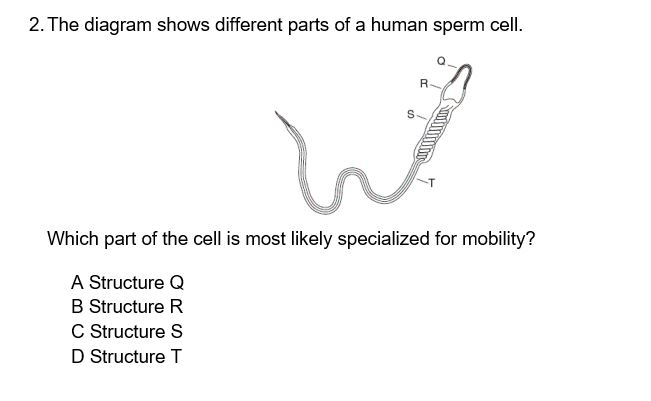 2. The diagram shows different parts of a human sperm cell.
Q
R
S
T
Which part of the cell is most likely specialized for mobility?
A Structure Q
B Structure R
C Structure S
D Structure T